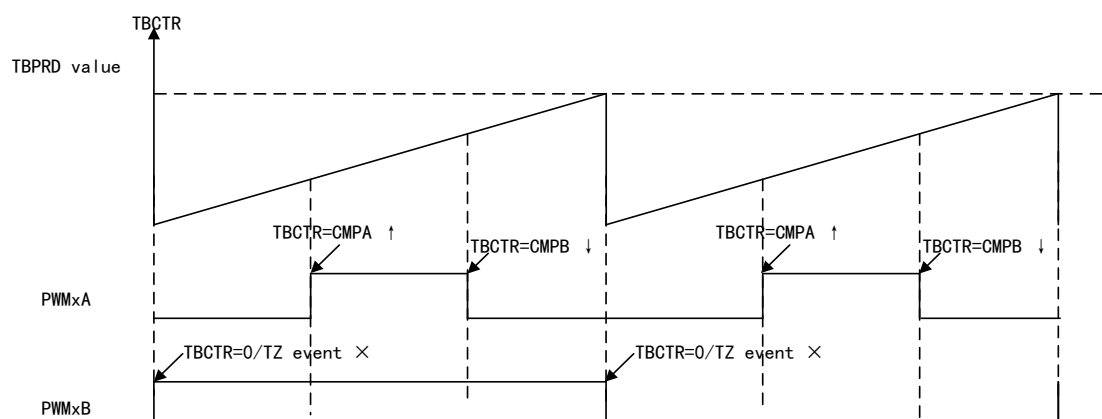 TBCTR
TBPRD value
TBCTR=CMPA ↑
TBCTR=CMPB ↓
TBCTR=CMPA ↑
TBCTR=CMPB ↓
PWMxA
TBCTR=0/TZ event ×
TBCTR=0/TZ event ×
PWMxB